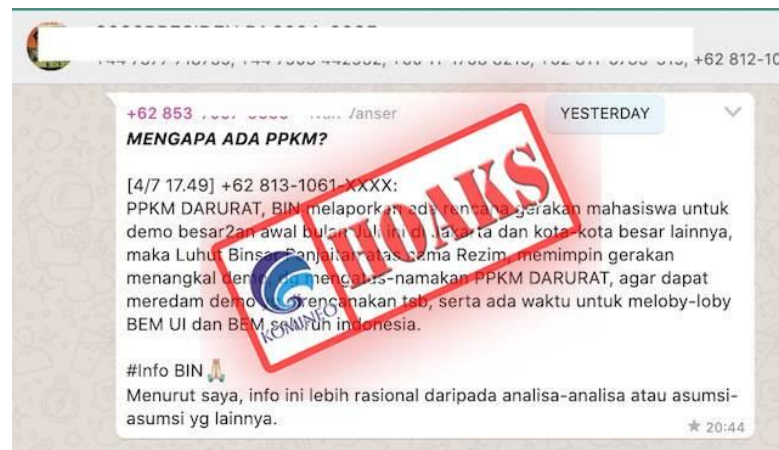 +62 812-10
+62 853
YESTERDAY
MENGAPA ADA PPKM?
[4/7 17.49] +62 813-1061-XXXX:
PPKM DARURAT, BIN melaporkan ada rencana gerakan mahasiswa untuk
demo besar2an awal bulan Juli ini di Jakarta dan kota-kota besar lainnya,
maka Luhut Binsar Panjaitan atas nama Rezim, memimpin gerakan
menangkal demo, dg mengatas-namakan PPKM DARURAT, agar dapat
meredam demo direncanakan tsb, serta ada waktu untuk meloby-loby
BEM UI dan BEM seluruh indonesia.
#Info BIN🙏🏻
Menurut saya, info ini lebih rasional daripada analisa-analisa atau asumsi-
asumsi yg lainnya.
20:44
HOAKS
KOMINFO